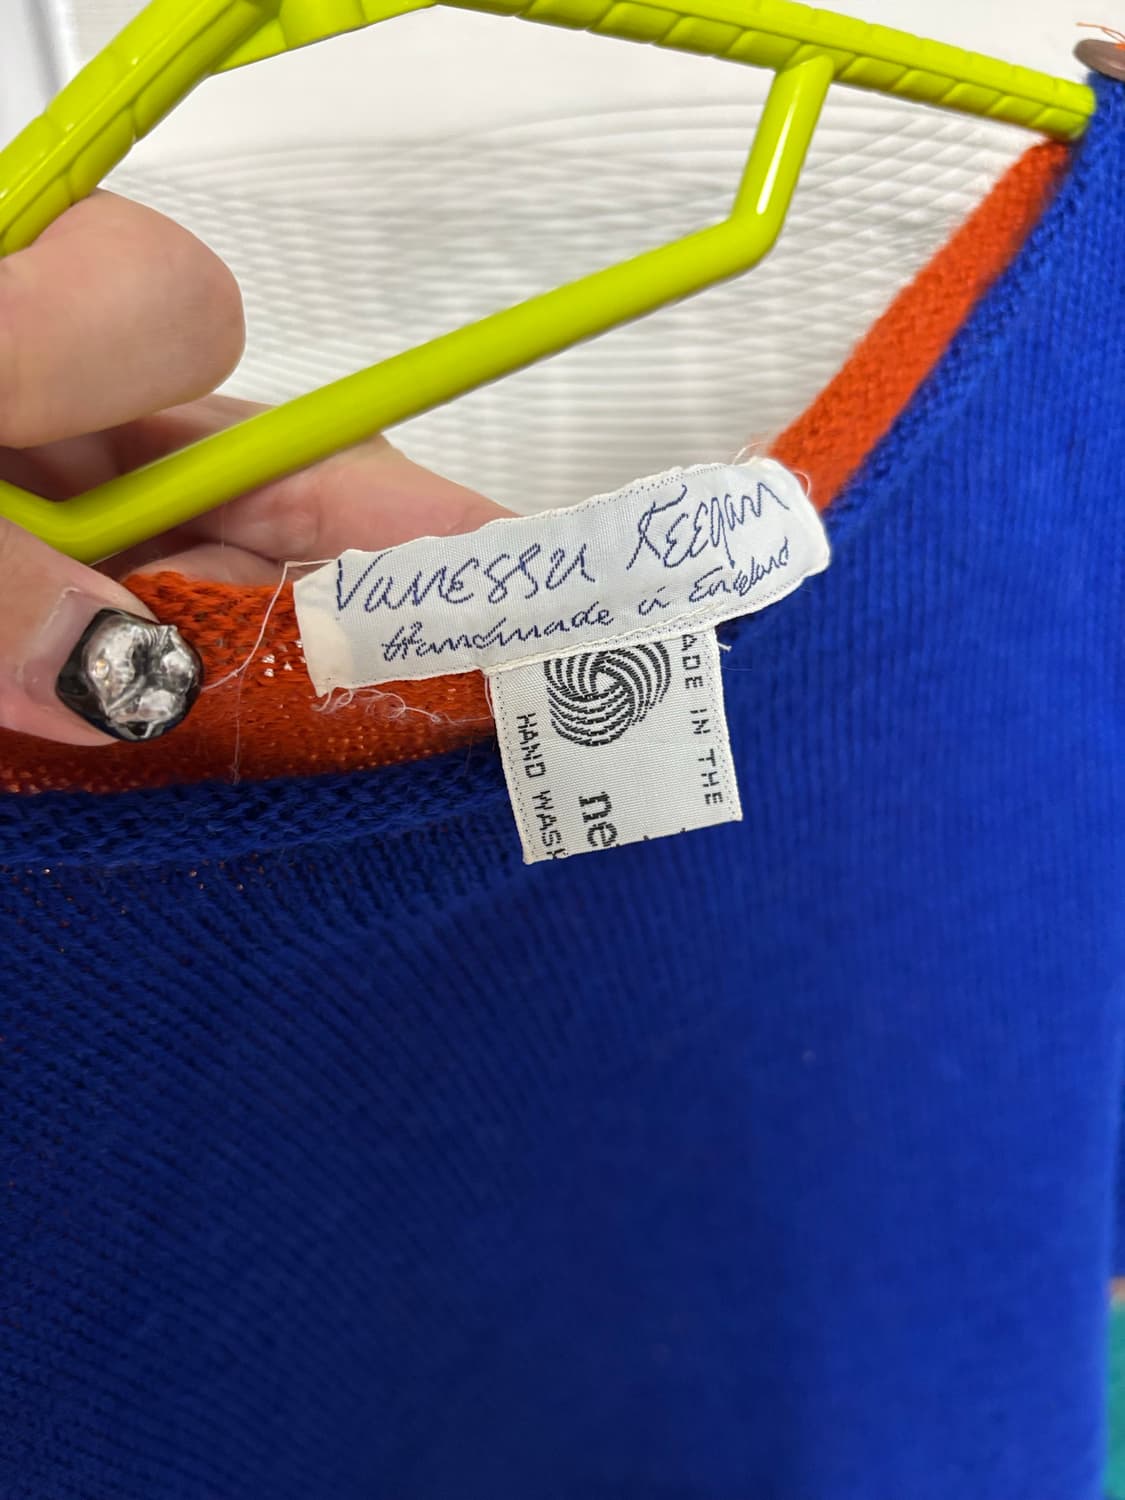 Vanessa Keegan
Handmade in England
ADE IN THE
HAND WASH
ne